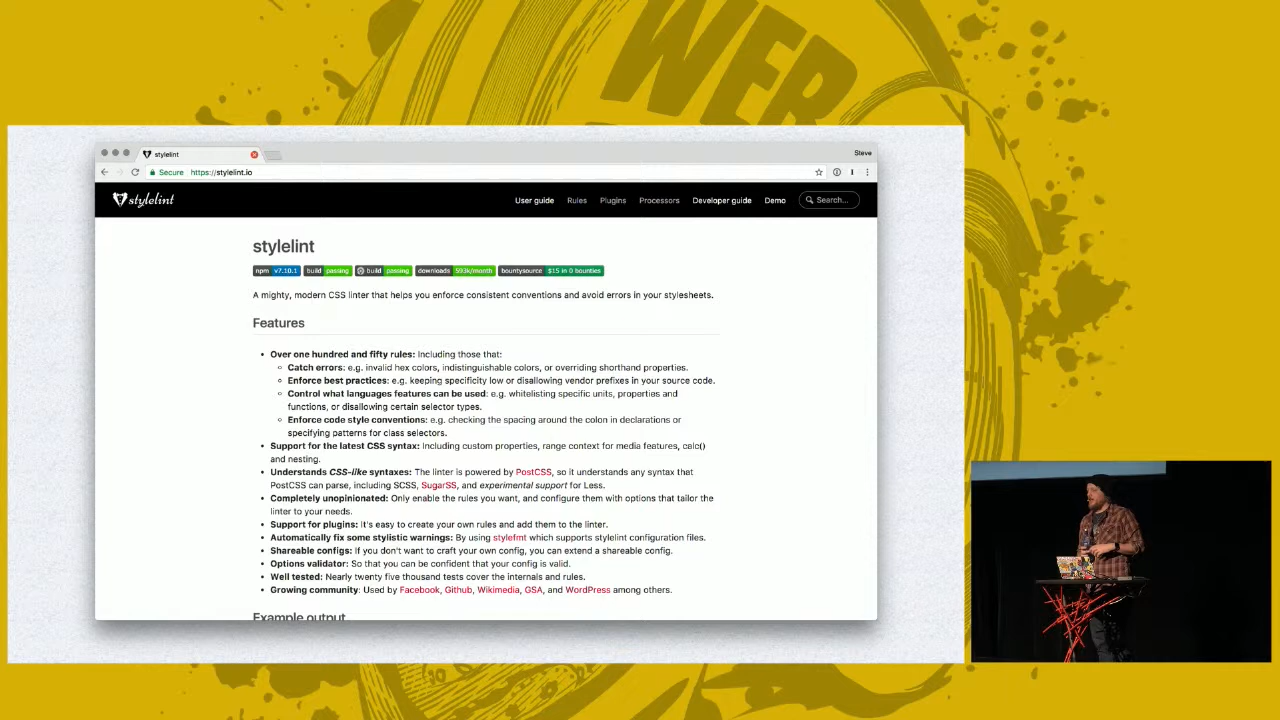 WEB
stylelint
Steve
Secure https://stylelint.io
stylelint
User guide Rules Plugins Processors Developer guide Demo Search...
stylelint
npm v7.10.1 build passing build passing downloads 593k/month bountysource $15 in 0 bounties
A mighty, modern CSS linter that helps you enforce consistent conventions and avoid errors in your stylesheets.
Features
• Over one hundred and fifty rules: Including those that:
Catch errors: e.g. invalid hex colors, indistinguishable colors, or overriding shorthand properties.
Enforce best practices: e.g. keeping specificity low or disallowing vendor prefixes in your source code.
Control what languages features can be used: e.g. whitelisting specific units, properties and
functions, or disallowing certain selector types.
Enforce code style conventions: e.g. checking the spacing around the colon in declarations or
specifying patterns for class selectors.
• Support for the latest CSS syntax: Including custom properties, range context for media features, calc()
and nesting.
• Understands CSS-like syntaxes: The linter is powered by PostCSS, so it understands any syntax that
PostCSS can parse, including SCSS, SugarSS, and experimental support for Less.
• Completely unopinionated: Only enable the rules you want, and configure them with options that tailor the
linter to your needs.
• Support for plugins: It's easy to create your own rules and add them to the linter.
• Automatically fix some stylistic warnings: By using stylefmt which supports stylelint configuration files.
• Shareable configs: If you don't want to craft your own config, you can extend a shareable config.
• Options validator: So that you can be confident that your config is valid.
• Well tested: Nearly twenty five thousand tests cover the internals and rules.
• Growing community: Used by Facebook, Github, Wikimedia, GSA, and WordPress among others.
Example output